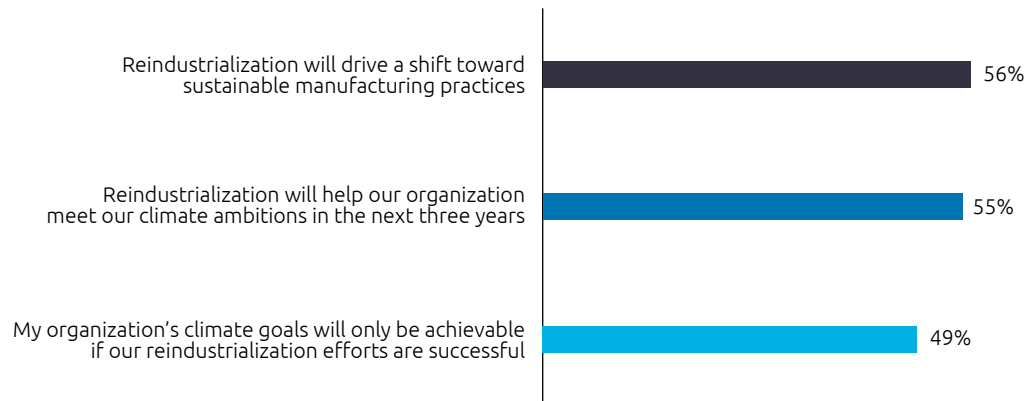 Reindustrialization will drive a shift toward
sustainable manufacturing practices
56%
Reindustrialization will help our organization
meet our climate ambitions in the next three years
55%
My organization’s climate goals will only be achievable
if our reindustrialization efforts are successful
49%